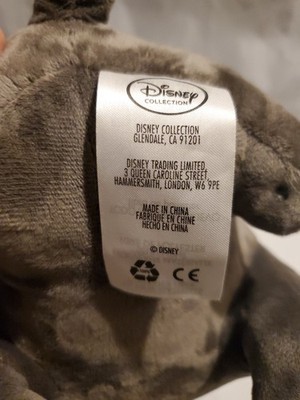 Disney
COLLECTION
DISNEY COLLECTION
GLENDALE, CA 91201
DISNEY TRADING LIMITED,
3 QUEEN CAROLINE STREET,
HAMMERSMITH, LONDON, W6 9PE
MADE IN CHINA
FABRIQUÉ EN CHINE
HECHO EN CHINA
© DISNEY
CE